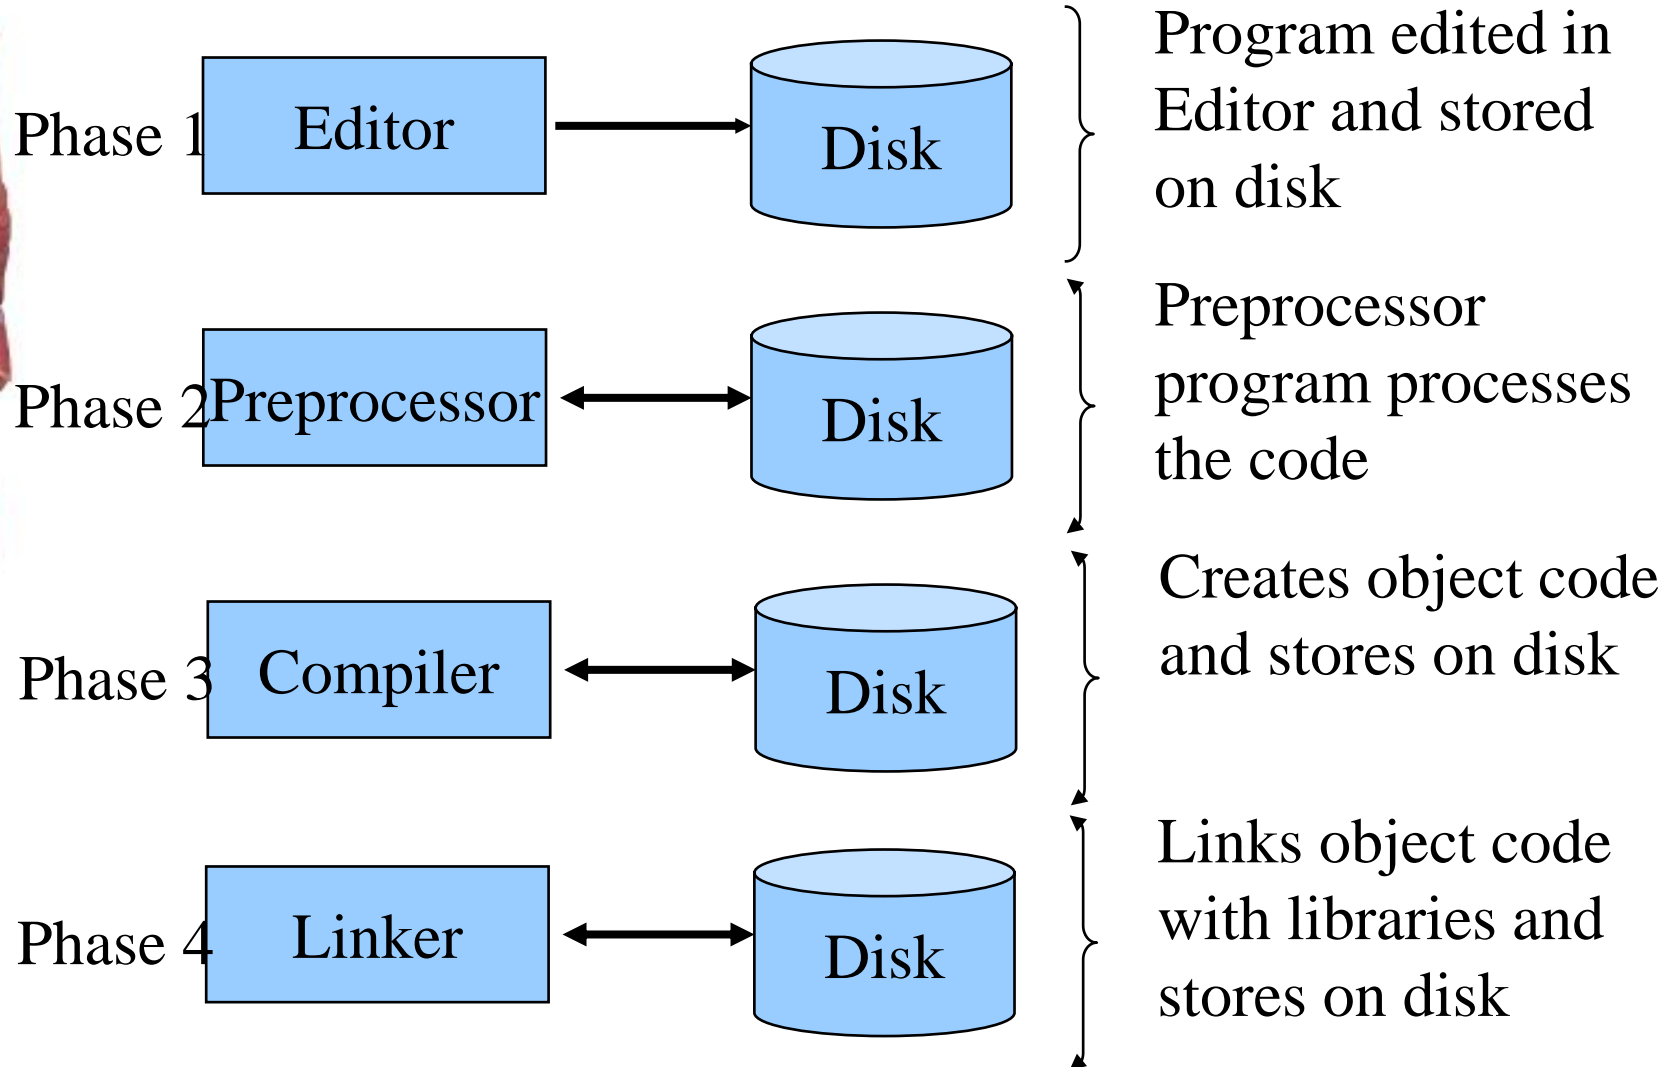 Phase 1
Editor
Disk
Program edited in
Editor and stored
on disk
Phase 2
Preprocessor
Disk
Preprocessor
program processes
the code
Phase 3
Compiler
Disk
Creates object code
and stores on disk
Phase 4
Linker
Disk
Links object code
with libraries and
stores on disk